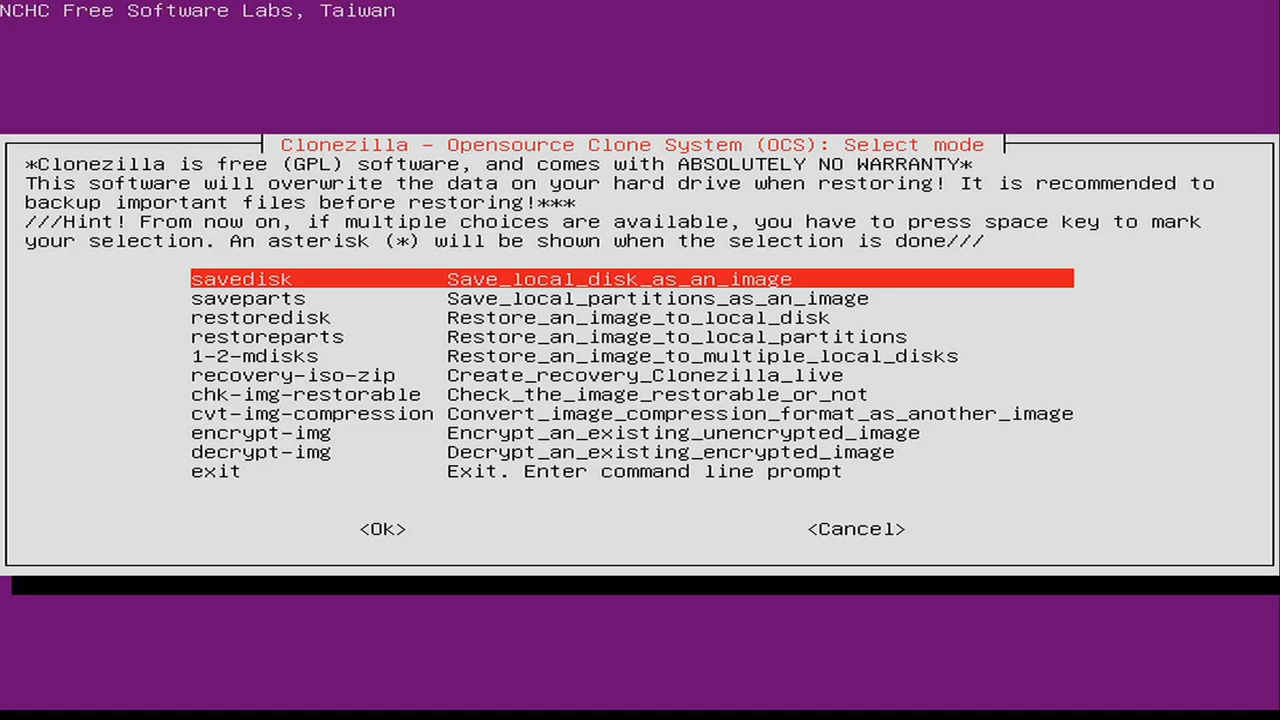 NCHC Free Software Labs, Taiwan
Clonezilla - Opensource Clone System (OCS): Select mode
*Clonezilla is free (GPL) software, and comes with ABSOLUTELY NO WARRANTY*
This software will overwrite the data on your hard drive when restoring! It is recommended to
backup important files before restoring!***
///Hint! From now on, if multiple choices are available, you have to press space key to mark
your selection. An asterisk (*) will be shown when the selection is done///
savedisk Save_local_disk_as_an_image
saveparts Save_local_partitions_as_an_image
restoredisk Restore_an_image_to_local_disk
restoreparts Restore_an_image_to_local_partitions
1-2-mdisks Restore_an_image_to_multiple_local_disks
recovery-iso-zip Create_recovery_Clonezilla_live
chk-img-restorable Check_the_image_restorable_or_not
cvt-img-compression Convert_image_compression_format_as_another_image
encrypt-img Encrypt_an_existing_unencrypted_image
decrypt-img Decrypt_an_existing_encrypted_image
exit Exit. Enter command line prompt
<Ok> <Cancel>